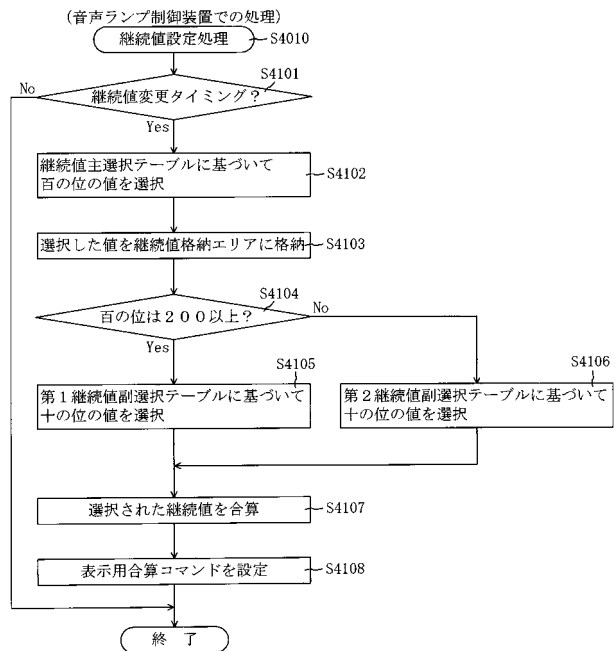 (音声ランプ制御装置での処理)
継続値設定処理
S4010
S4101
No
継続値変更タイミング?
Yes
継続値主選択テーブルに基づいて
百の位の値を選択
S4102
選択した値を継続値格納エリアに格納
S4103
S4104
百の位は200以上?
No
Yes
S4105
第1継続値副選択テーブルに基づいて
十の位の値を選択
S4106
第2継続値副選択テーブルに基づいて
十の位の値を選択
選択された継続値を合算
S4107
表示用合算コマンドを設定
S4108
終 了